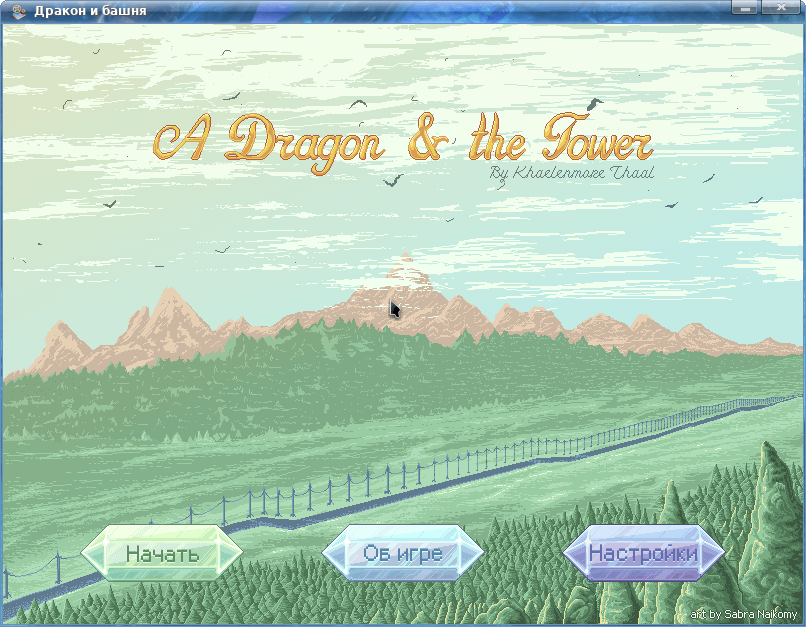 Дракон и башня
A Dragon & the Tower
By Khaelenmore Thaal
Начать
Об игре
Настройки
art by Sabra Naikomy